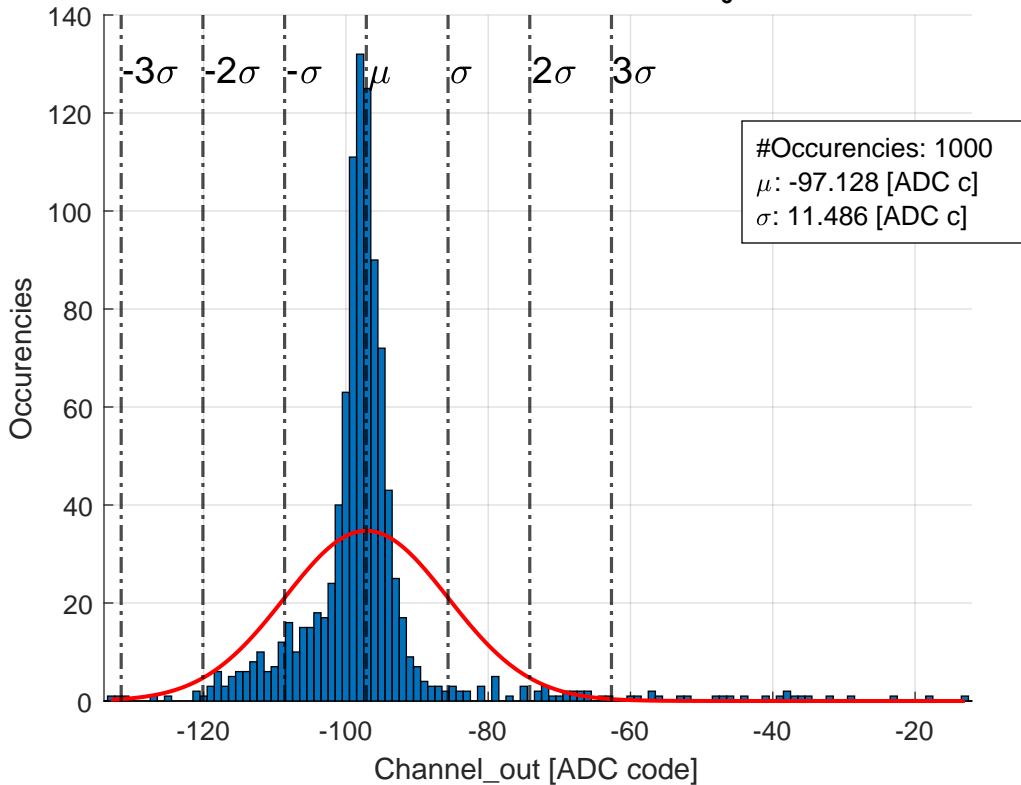 140
120
100
80
60
40
20
0
-3σ -2σ -σ μ σ 2σ 3σ
#Occurencies: 1000
μ: -97.128 [ADC c]
σ: 11.486 [ADC c]
Occurencies
-120 -100 -80 -60 -40 -20
Channel_out [ADC code]